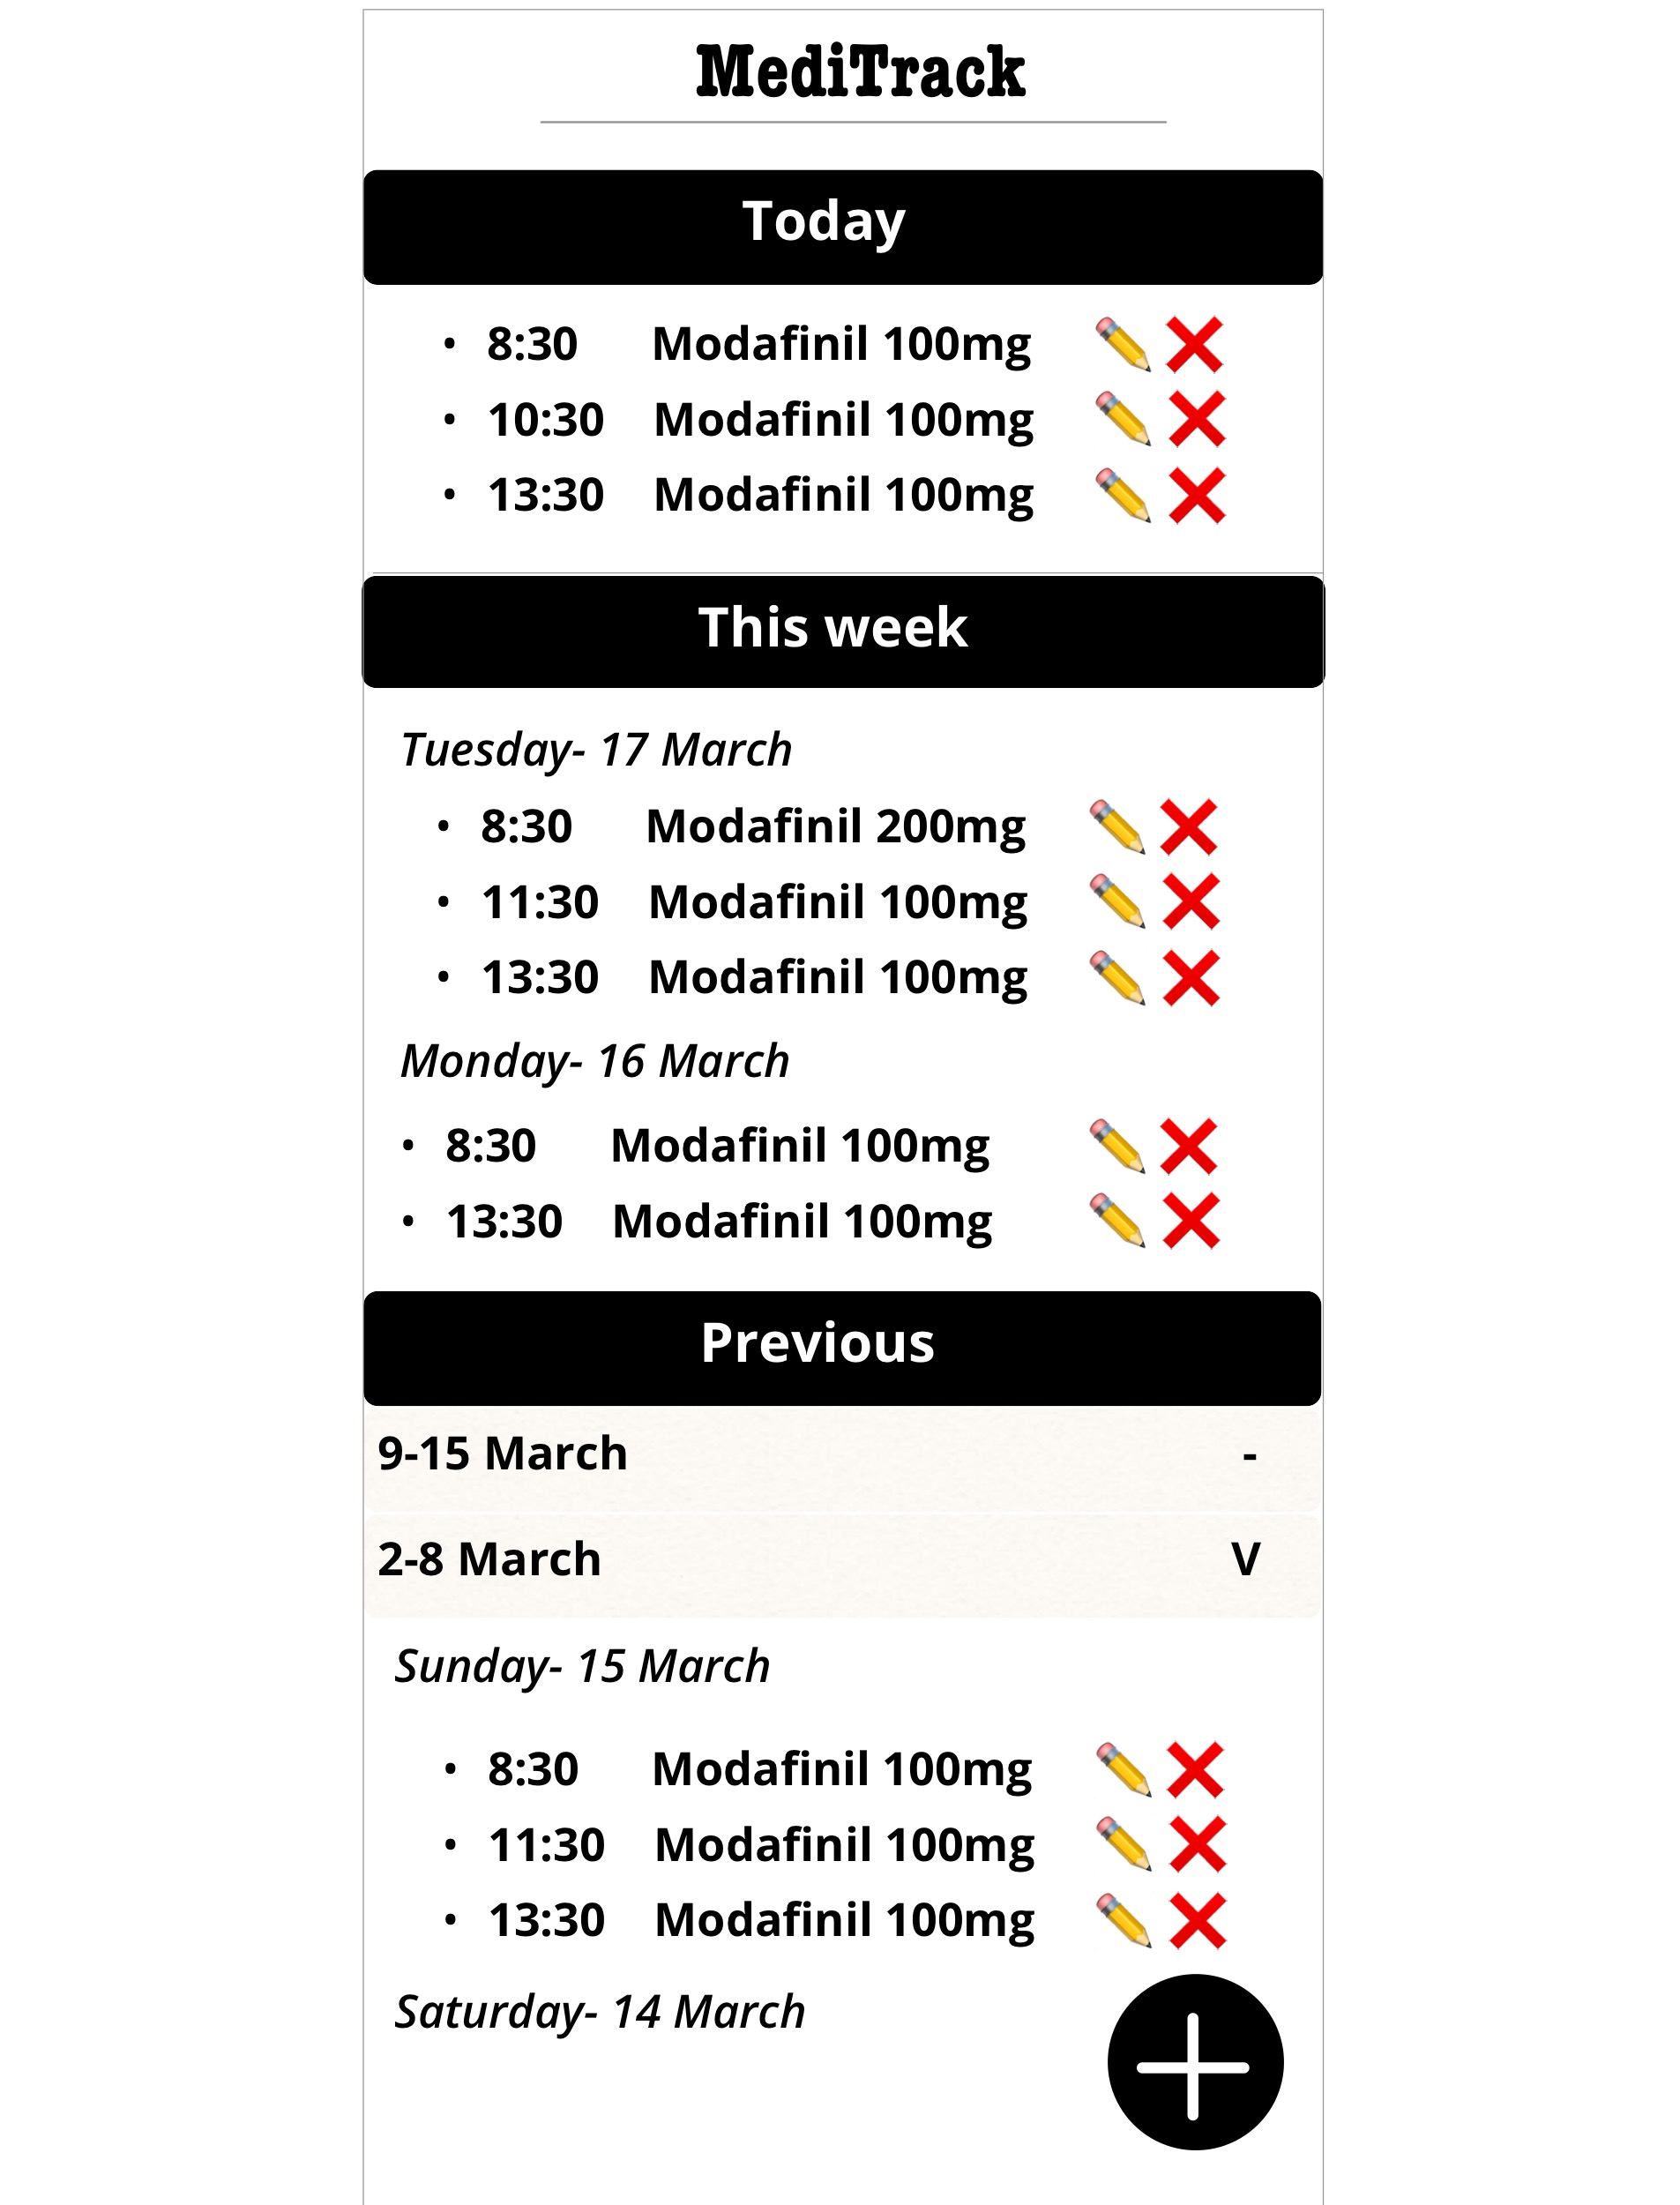 MediTrack
Today
• 8:30 Modafinil 100mg
• 10:30 Modafinil 100mg
• 13:30 Modafinil 100mg
This week
Tuesday- 17 March
• 8:30 Modafinil 200mg
• 11:30 Modafinil 100mg
• 13:30 Modafinil 100mg
Monday- 16 March
• 8:30 Modafinil 100mg
• 13:30 Modafinil 100mg
Previous
9-15 March -
2-8 March V
Sunday- 15 March
• 8:30 Modafinil 100mg
• 11:30 Modafinil 100mg
• 13:30 Modafinil 100mg
Saturday- 14 March